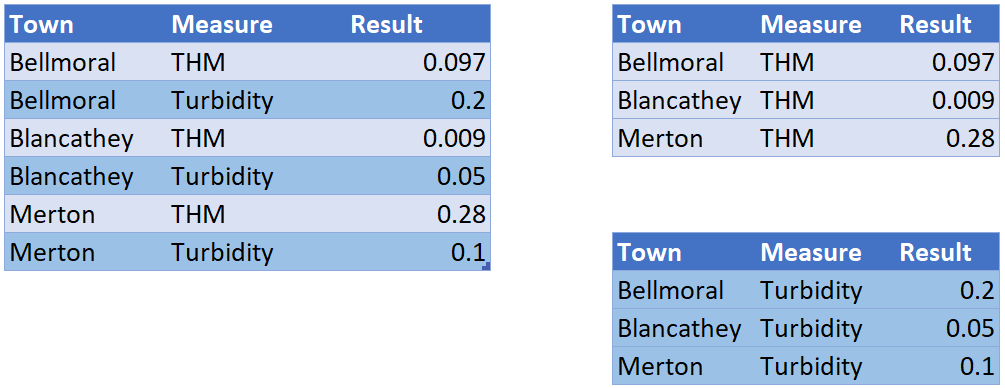 Town Measure Result
Bellmoral THM 0.097
Bellmoral Turbidity 0.2
Blancathey THM 0.009
Blancathey Turbidity 0.05
Merton THM 0.28
Merton Turbidity 0.1
Town Measure Result
Bellmoral THM 0.097
Blancathey THM 0.009
Merton THM 0.28
Town Measure Result
Bellmoral Turbidity 0.2
Blancathey Turbidity 0.05
Merton Turbidity 0.1